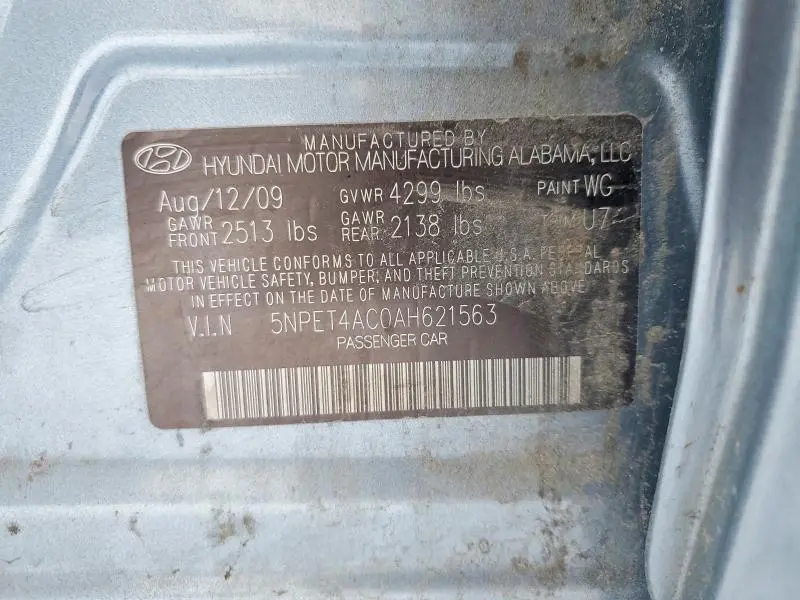 MANUFACTURED BY
HYUNDAI MOTOR MANUFACTURING ALABAMA, LLC
Aug/12/09 GVWR 4299 lbs PAINT WG
GAWR FRONT 2513 lbs GAWR REAR. 2138 lbs TRIM UZ
THIS VEHICLE CONFORMS TO ALL APPLICABLE U.S.A. FEDERAL
MOTOR VEHICLE SAFETY, BUMPER, AND THEFT PREVENTION STANDARDS
IN EFFECT ON THE DATE OF MANUFACTURE SHOWN ABOVE.
V.I.N 5NPET4AC0AH621563
PASSENGER CAR